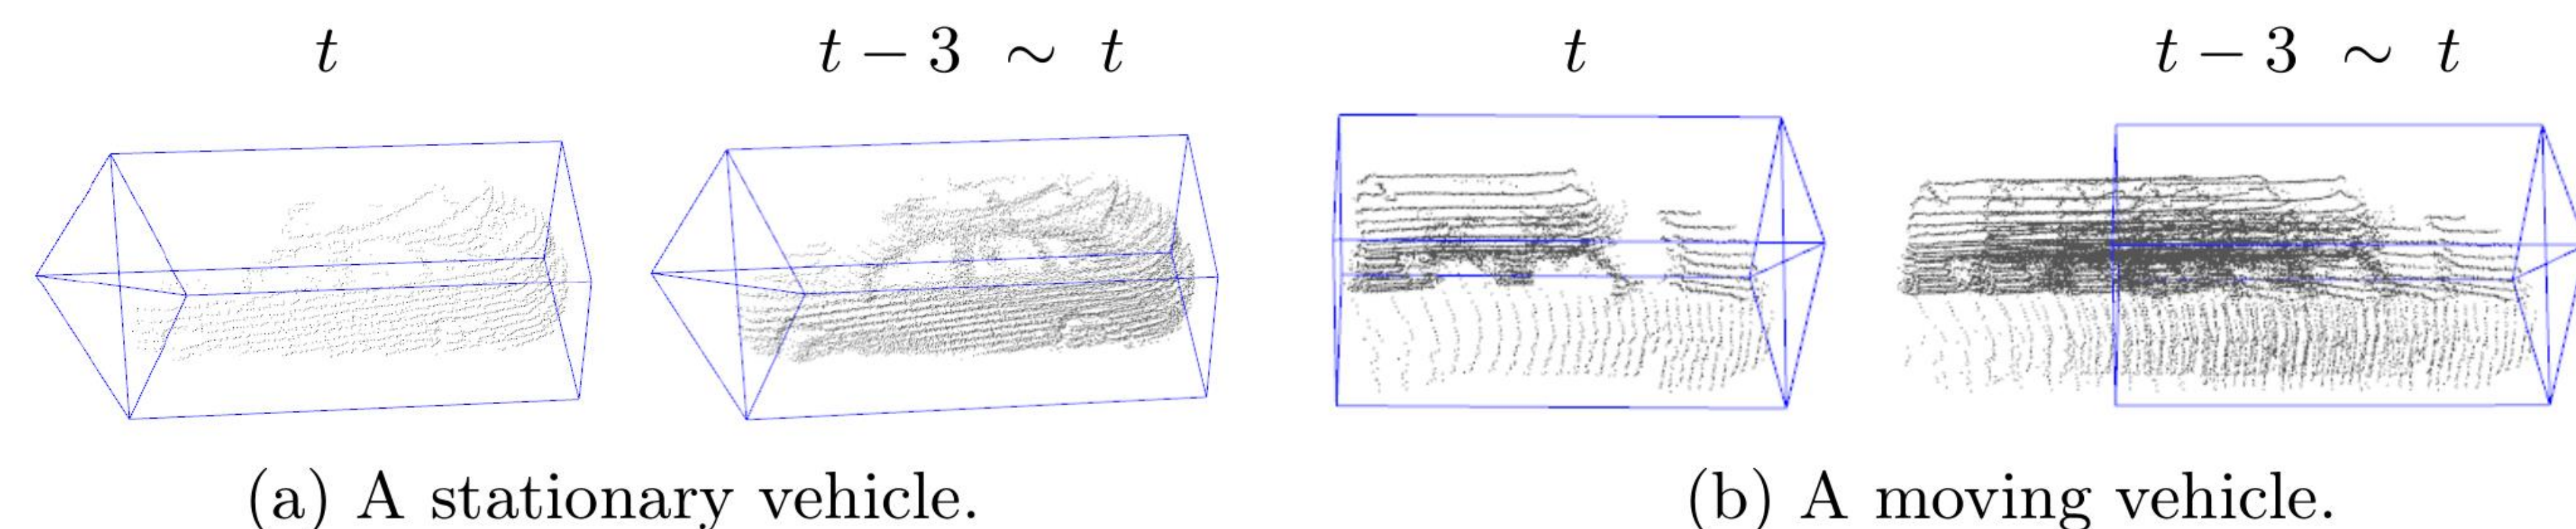 t t − 3 ∼ t t t − 3 ∼ t
(a) A stationary vehicle. (b) A moving vehicle.